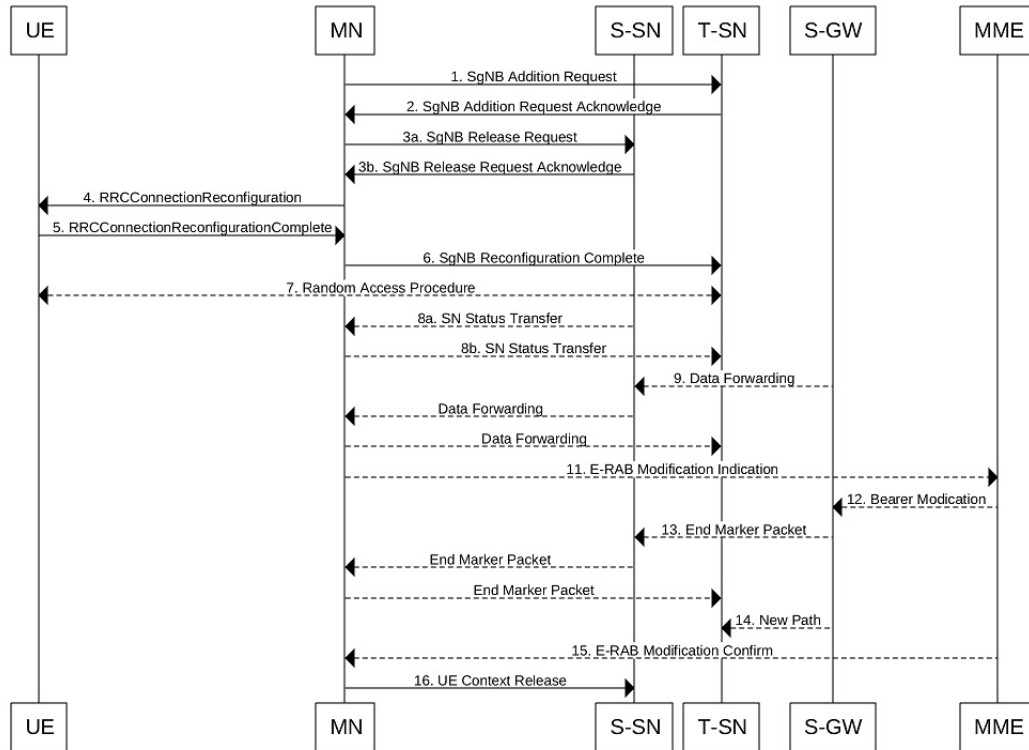 UE
MN
S-SN
T-SN
S-GW
MME
1. SgNB Addition Request
2. SgNB Addition Request Acknowledge
3a. SgNB Release Request
3b. SgNB Release Request Acknowledge
4. RRCConnectionReconfiguration
5. RRCConnectionReconfigurationComplete
6. SgNB Reconfiguration Complete
7. Random Access Procedure
8a. SN Status Transfer
8b. SN Status Transfer
9. Data Forwarding
Data Forwarding
Data Forwarding
11. E-RAB Modification Indication
12. Bearer Modication
13. End Marker Packet
End Marker Packet
End Marker Packet
14. New Path
15. E-RAB Modification Confirm
16. UE Context Release
UE
MN
S-SN
T-SN
S-GW
MME